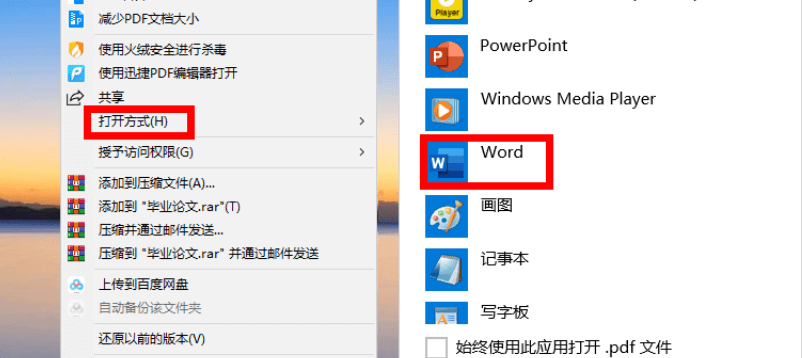 减少PDF文档大小
使用火绒安全进行杀毒
使用迅捷PDF编辑器打开
共享
打开方式(H)
授予访问权限(G)
添加到压缩文件(A)...
添加到 "毕业论文.rar"(T)
压缩并通过邮件发送...
压缩到 "毕业论文.rar" 并通过邮件发送
上传到百度网盘
自动备份该文件夹
还原以前的版本(V)
Player
PowerPoint
Windows Media Player
Word
画图
记事本
写字板
始终使用此应用打开 .pdf 文件